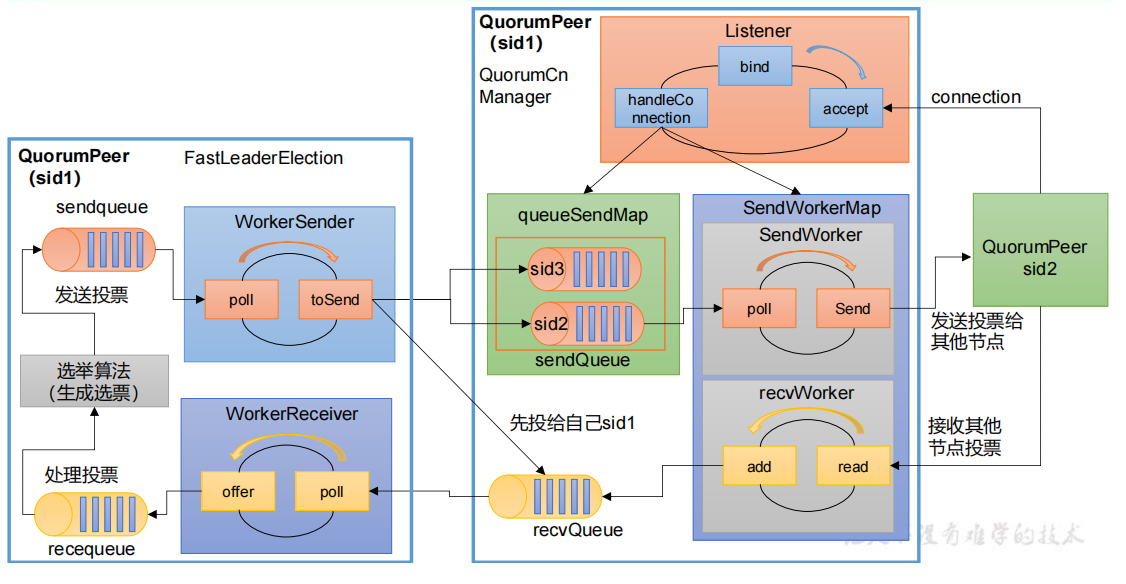 QuorumPeer
（sid1）
FastLeaderElection
sendqueue
发送投票
选举算法
（生成选票）
处理投票
recequeue
WorkerSender
poll
toSend
WorkerReceiver
offer
poll
QuorumPeer
（sid1）
QuorumCn
Manager
Listener
bind
handleCo
nnection
accept
connection
queueSendMap
sid3
sid2
sendQueue
SendWorkerMap
SendWorker
poll
Send
recvWorker
add
read
先投给自己sid1
recvQueue
QuorumPeer
sid2
发送投票给
其他节点
接收其他
节点投票
没有难学的技术